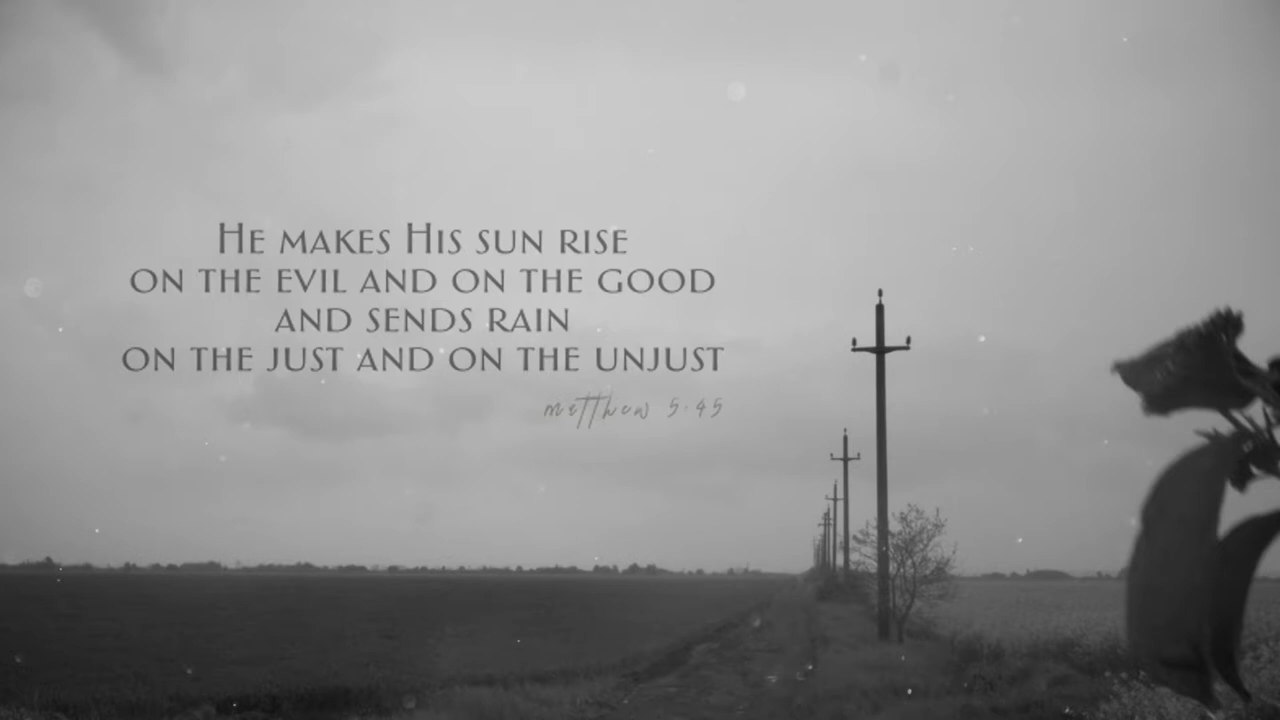 He makes His sun rise
on the evil and on the good
and sends rain
on the just and on the unjust
matthew 5:45